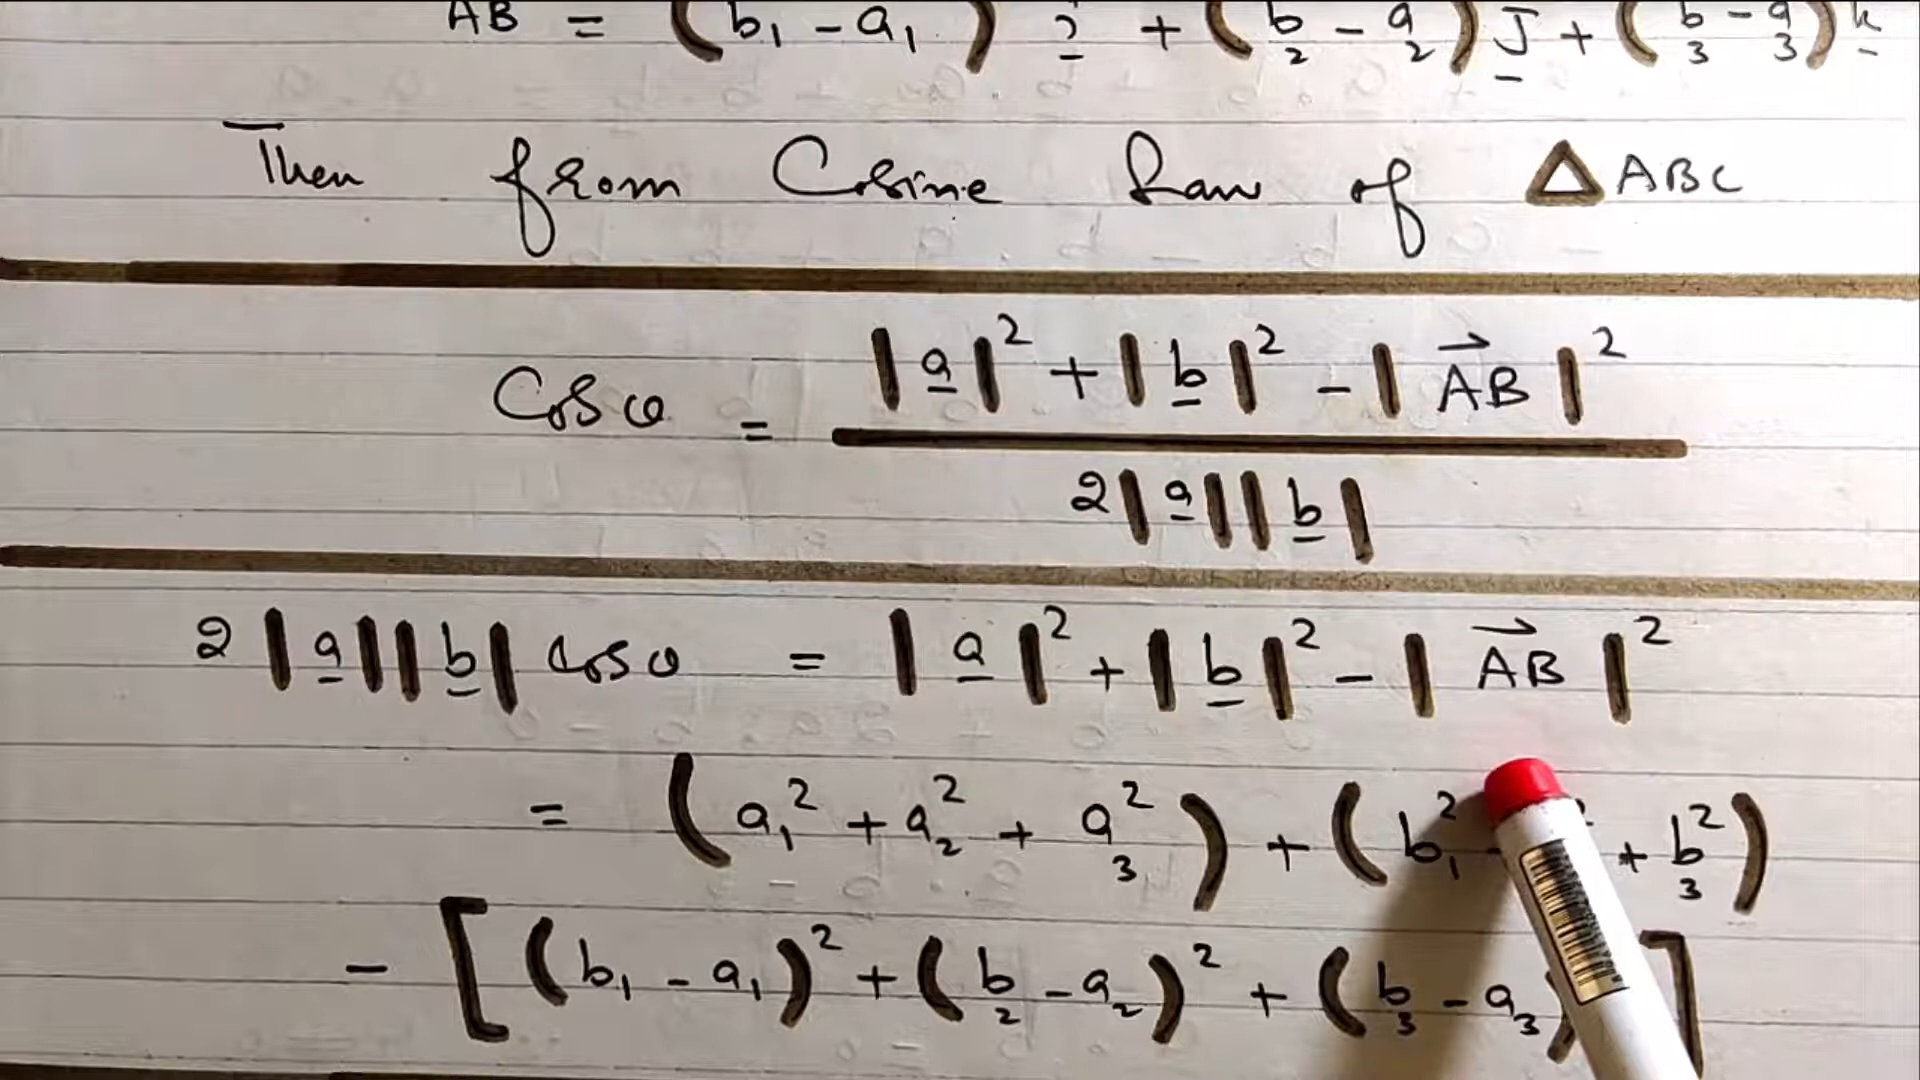 AB = (b₁ - a₁) i + (b₂ - a₂) J + (b₃ - a₃) k
Then from Cosine Law of △ ABC
Cos θ = |a|² + |b|² - |AB|²
2|a||b|
2|a||b| Cos θ = |a|² + |b|² - |AB|²
= (a₁² + a₂² + a₃²) + (b₁² + b₃²)
- [(b₁ - a₁)² + (b₂ - a₂)² + (b₃ - a₃) ]